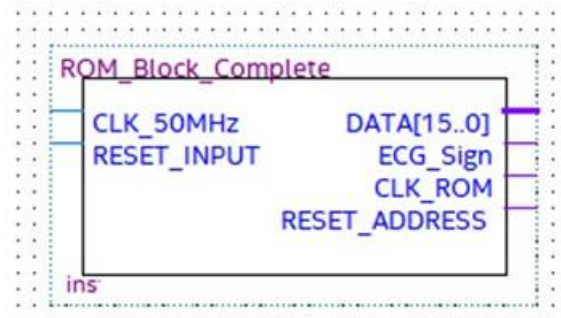 ROM_Block_Complete
CLK_50MHz DATA[15..0]
RESET_INPUT ECG_Sign
CLK_ROM
RESET_ADDRESS
ins